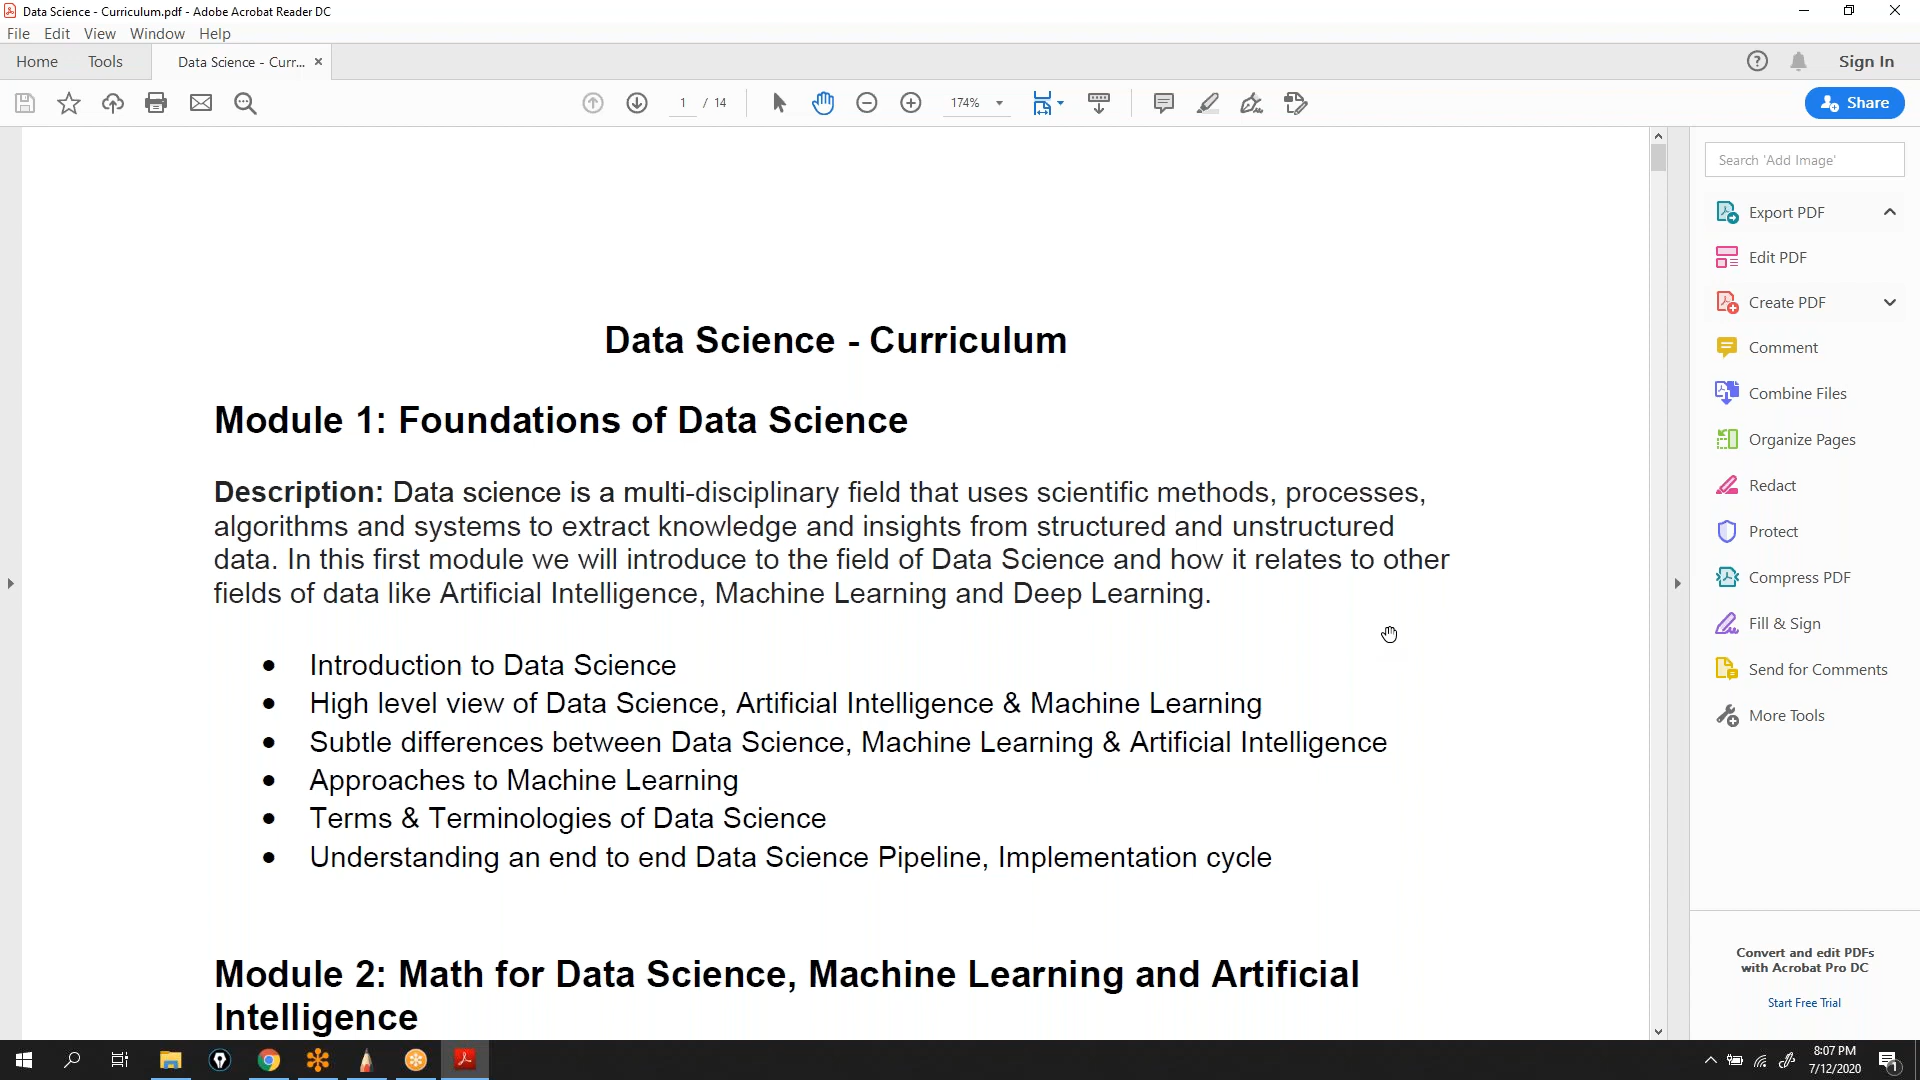 Data Science - Curriculum.pdf - Adobe Acrobat Reader DC
File Edit View Window Help
Home Tools Data Science - Curr... ×
Sign In
1 / 14
174%
Share
Search 'Add Image'
Export PDF
Edit PDF
Create PDF
Comment
Combine Files
Organize Pages
Redact
Protect
Compress PDF
Fill & Sign
Send for Comments
More Tools
Convert and edit PDFs
with Acrobat Pro DC
Start Free Trial
Data Science - Curriculum
Module 1: Foundations of Data Science
Description: Data science is a multi-disciplinary field that uses scientific methods, processes,
algorithms and systems to extract knowledge and insights from structured and unstructured
data. In this first module we will introduce to the field of Data Science and how it relates to other
fields of data like Artificial Intelligence, Machine Learning and Deep Learning.
● Introduction to Data Science
● High level view of Data Science, Artificial Intelligence & Machine Learning
● Subtle differences between Data Science, Machine Learning & Artificial Intelligence
● Approaches to Machine Learning
● Terms & Terminologies of Data Science
● Understanding an end to end Data Science Pipeline, Implementation cycle
Module 2: Math for Data Science, Machine Learning and Artificial
Intelligence
8:07 PM
7/12/2020
1